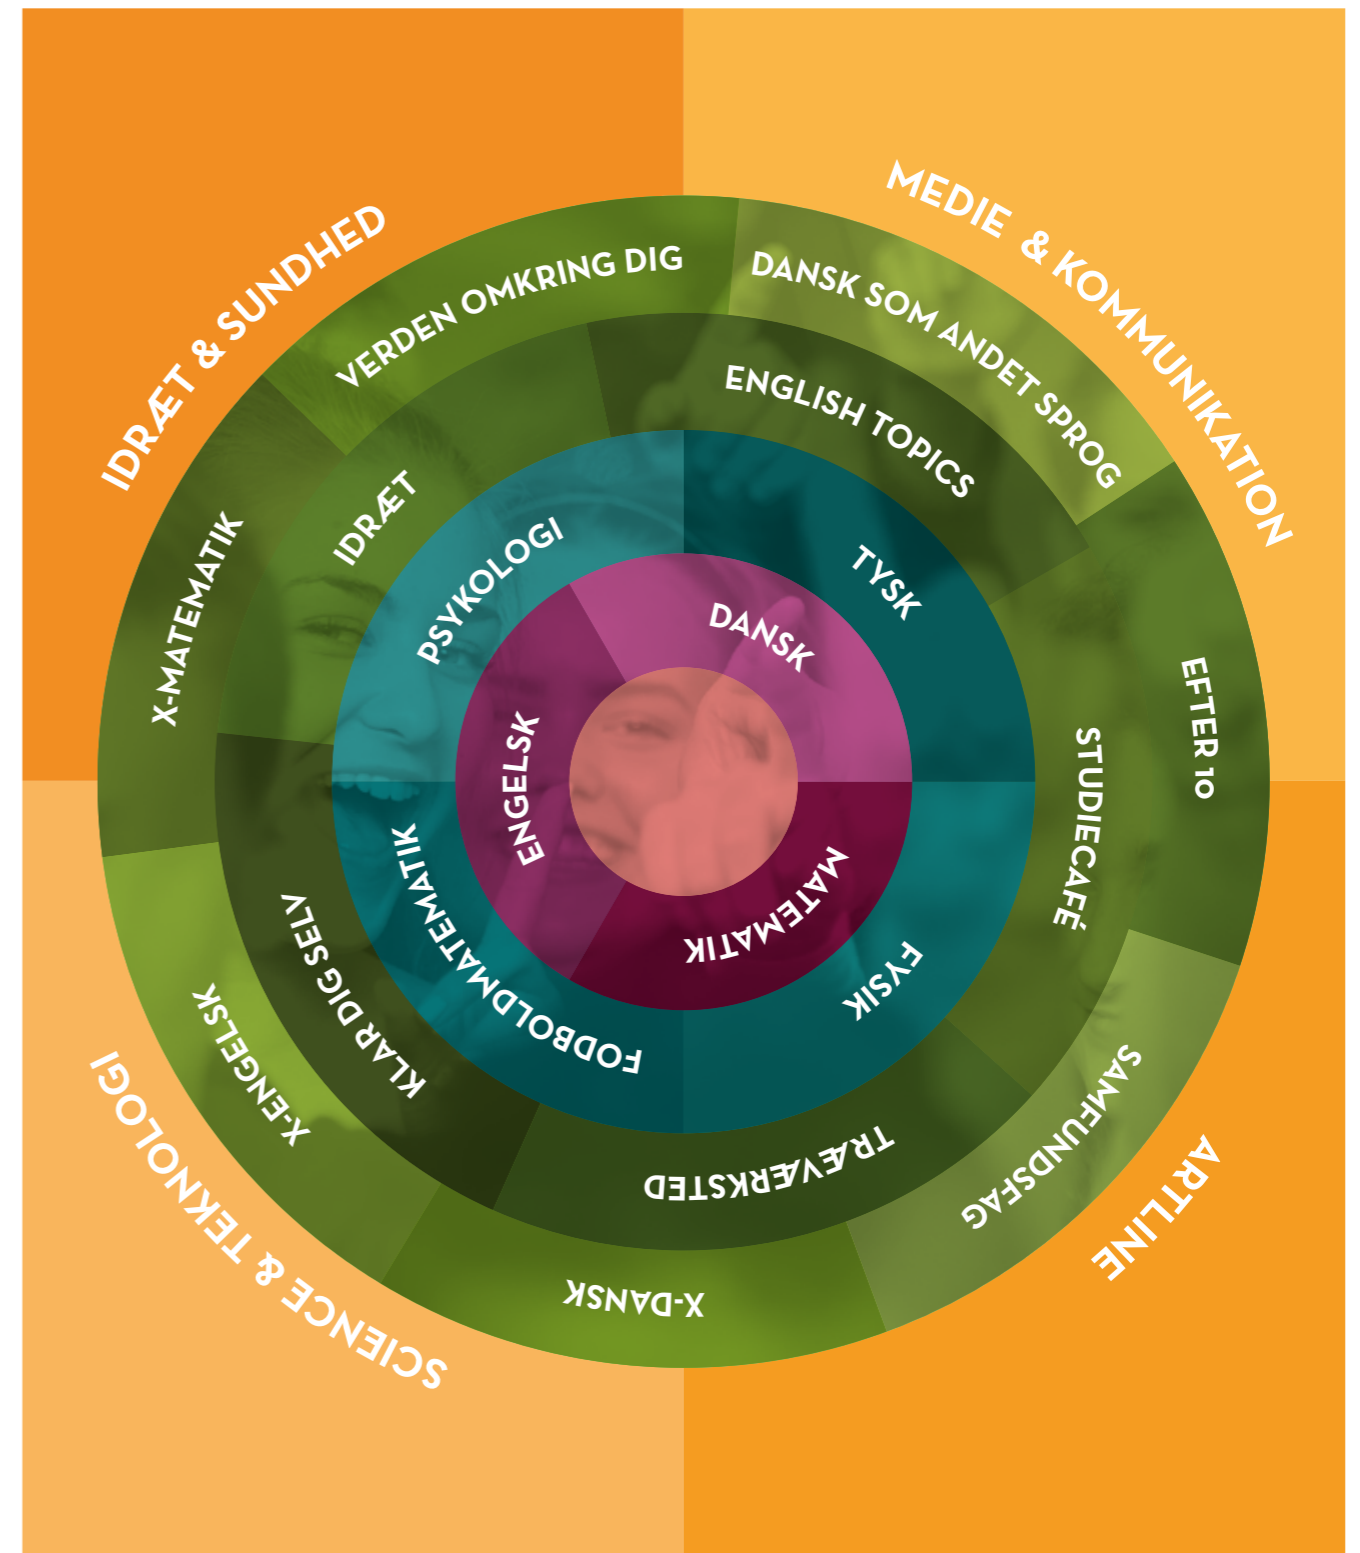 IDRÆT & SUNDHED
MEDIE & KOMMUNIKATION
ARTLINE
SCIENCE & TEKNOLOGI
VERDEN OMKRING DIG
DANSK SOM ANDET SPROG
EFTER 10
SAMFUNDSFAG
X-DANSK
X-ENGELSK
X-MATEMATIK
IDRÆT
ENGLISH TOPICS
STUDIECAFÉ
TRÆVÆRKSTED
KLAR DIG SELV
PSYKOLOGI
TYSK
FYSIK
FODBOLDMATEMATIK
DANSK
MATEMATIK
ENGELSK